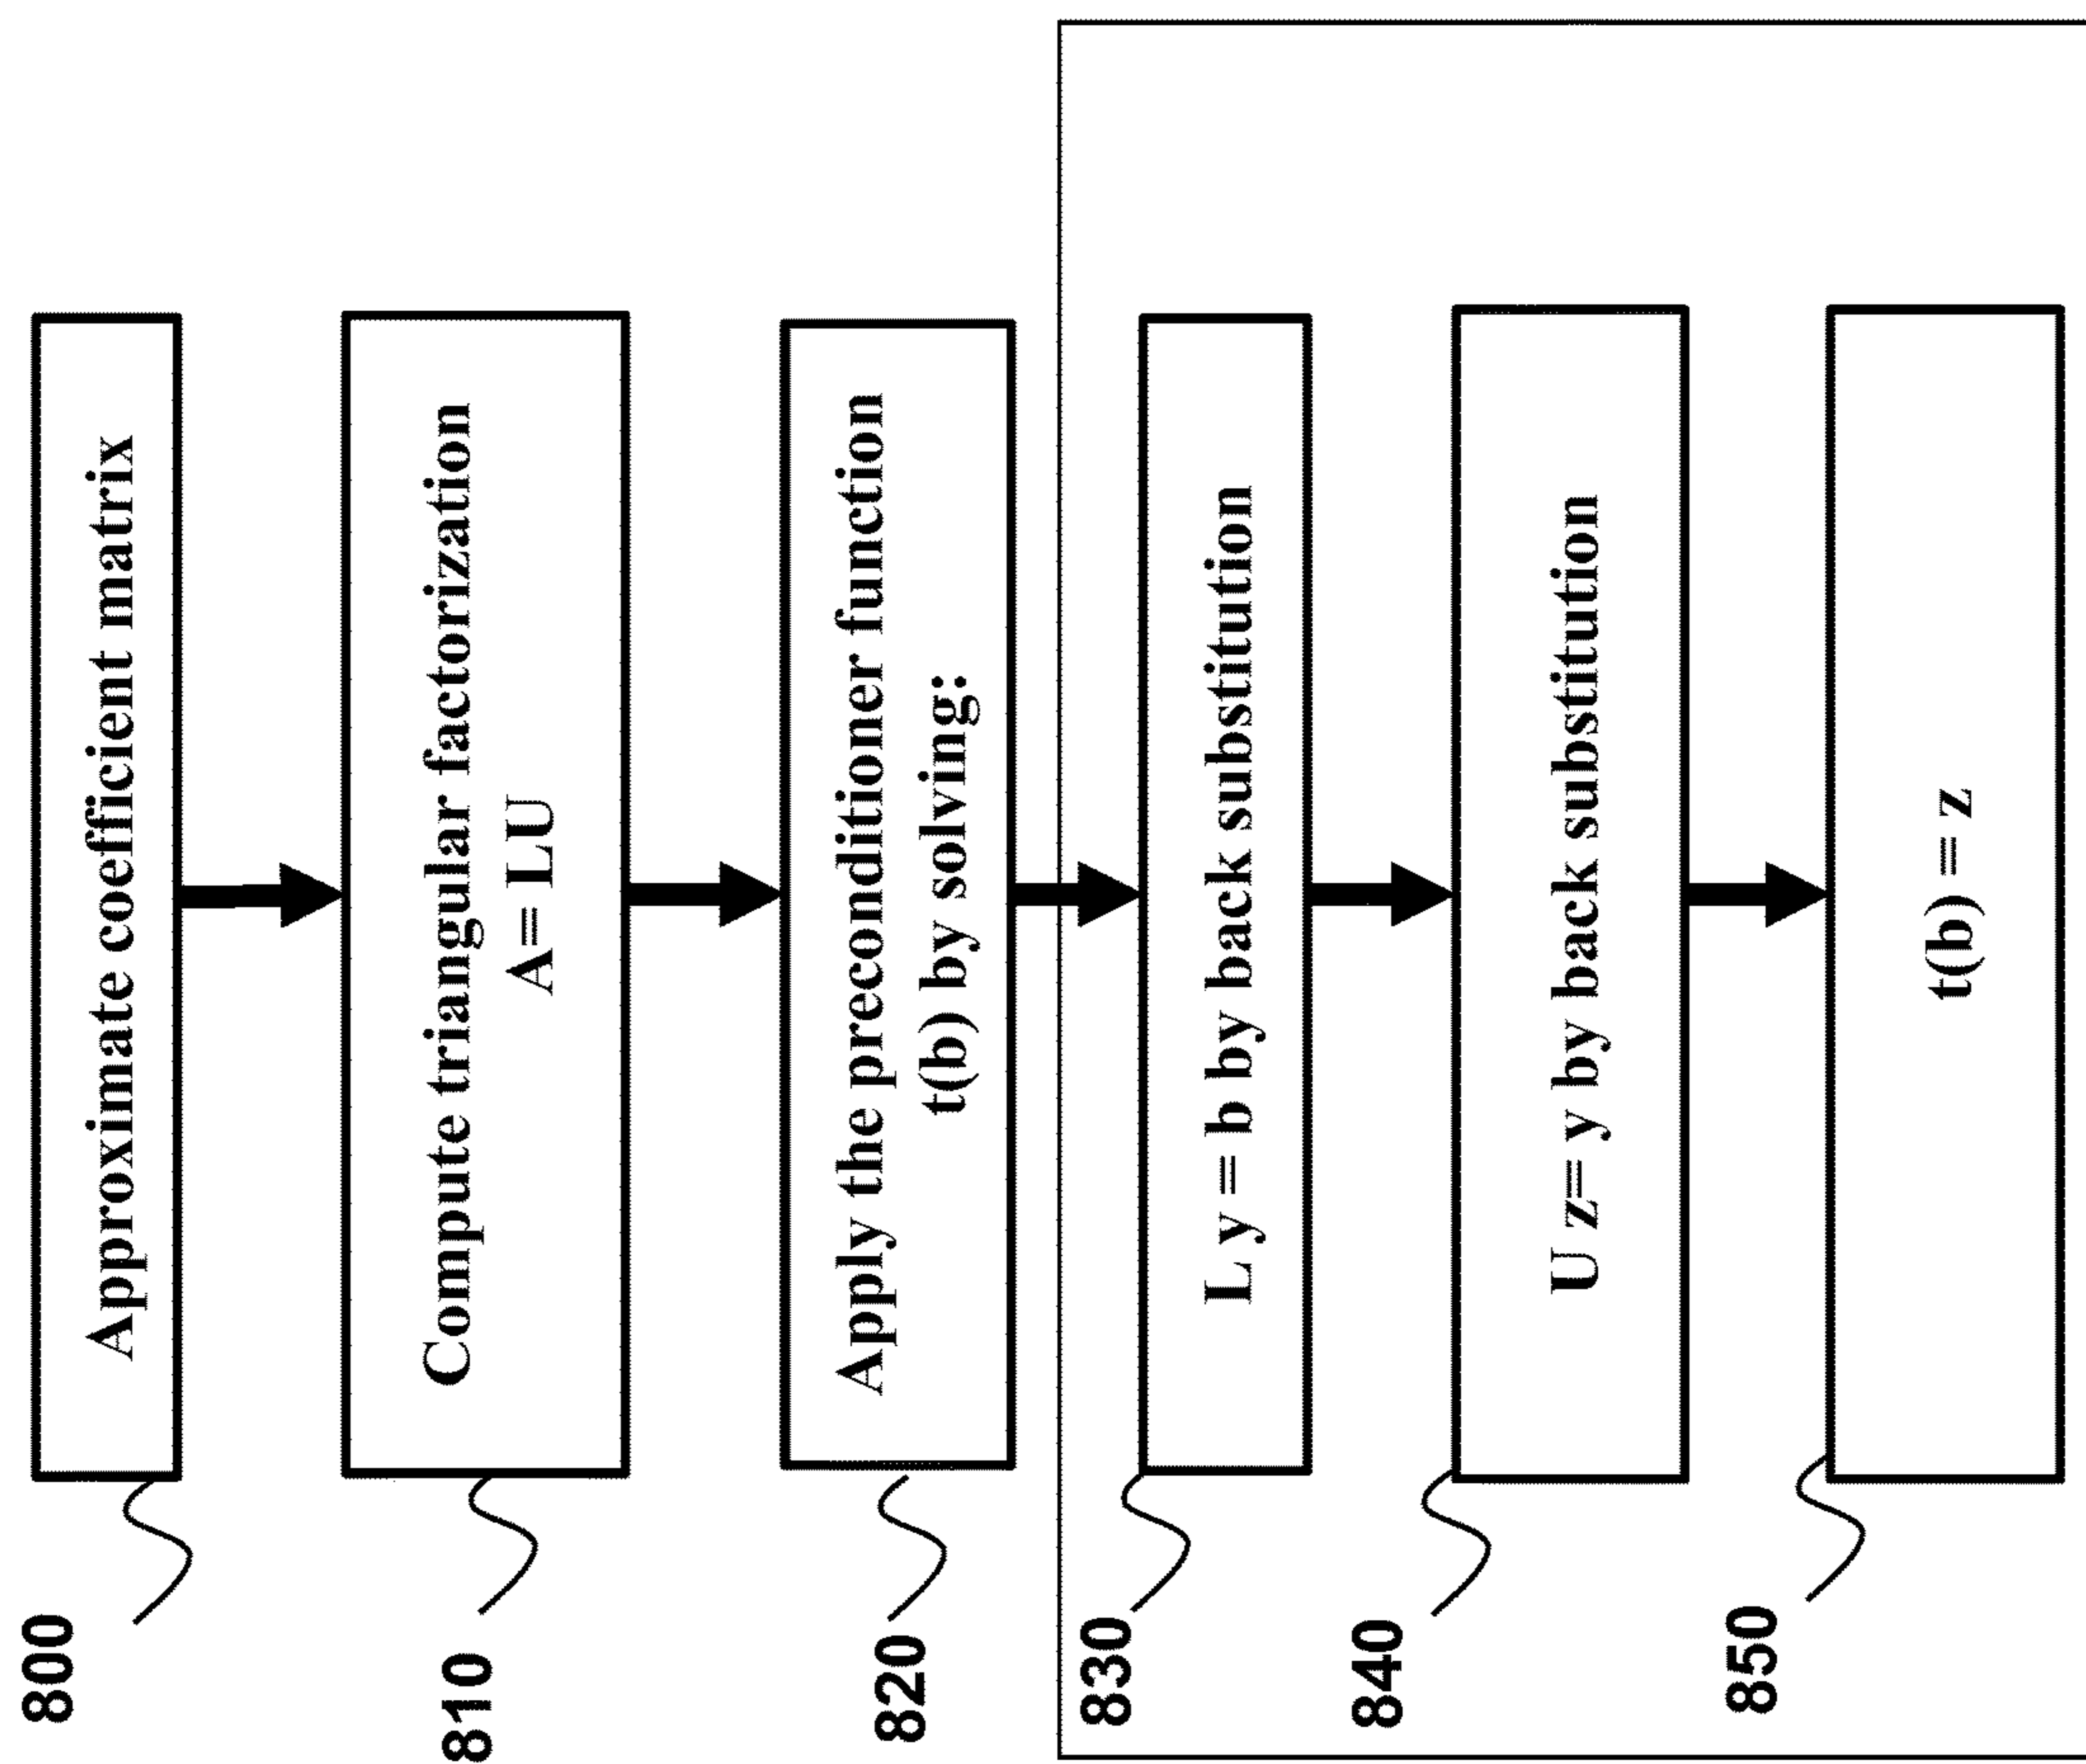 800
Approximate coefficient matrix
810
Compute triangular factorization
A= LU
820
Apply the preconditioner function
t(b) by solving:
830
L y = b by back substitution
840
U z= y by back substitution
850
t(b) = z